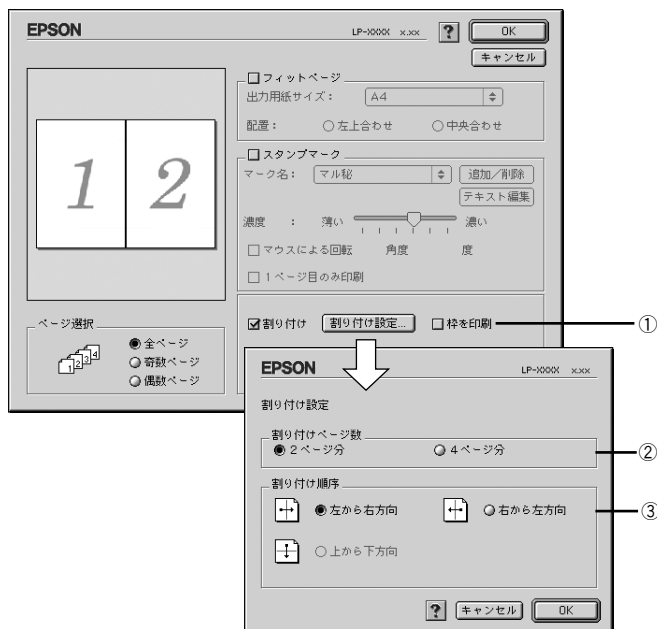 EPSON
LP-XXXX x.xx
?
OK
キャンセル
フィットページ
出力用紙サイズ： A4
配置： 左上合わせ 中央合わせ
スタンプマーク
マーク名： マル秘 追加／削除
テキスト編集
濃度 ： 薄い 濃い
マウスによる回転 角度 度
1ページ目のみ印刷
1 2
ページ選択
1 2 3 4
全ページ
奇数ページ
偶数ページ
割り付け 割り付け設定... 枠を印刷
①
EPSON
LP-XXXX x.xx
割り付け設定
割り付けページ数
2ページ分 4ページ分
②
割り付け順序
左から右方向 右から左方向
③
上から下方向
? キャンセル OK